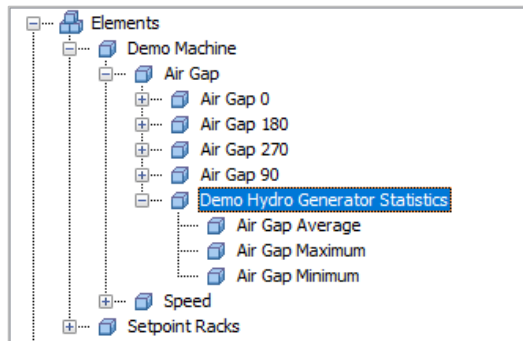 Elements
Demo Machine
Air Gap
Air Gap 0
Air Gap 180
Air Gap 270
Air Gap 90
Demo Hydro Generator Statistics
Air Gap Average
Air Gap Maximum
Air Gap Minimum
Speed
Setpoint Racks